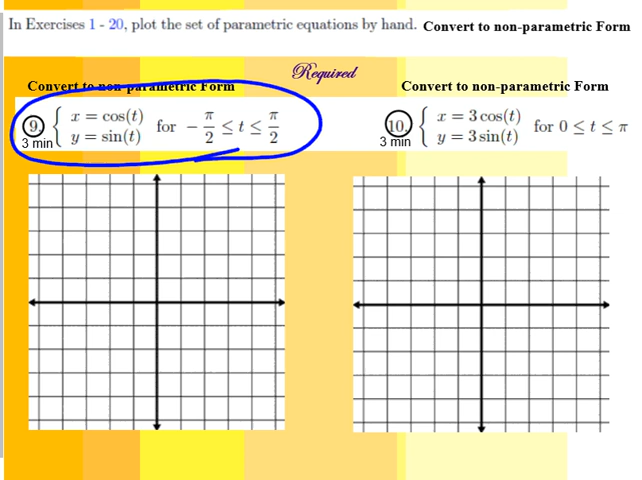 In Exercises 1 - 20, plot the set of parametric equations by hand. Convert to non-parametric Form
Required
Convert to non-parametric Form
9. { x = cos(t)
y = sin(t) for − π/2 ≤ t ≤ π/2
3 min
Convert to non-parametric Form
10. { x = 3 cos(t)
y = 3 sin(t) for 0 ≤ t ≤ π
3 min